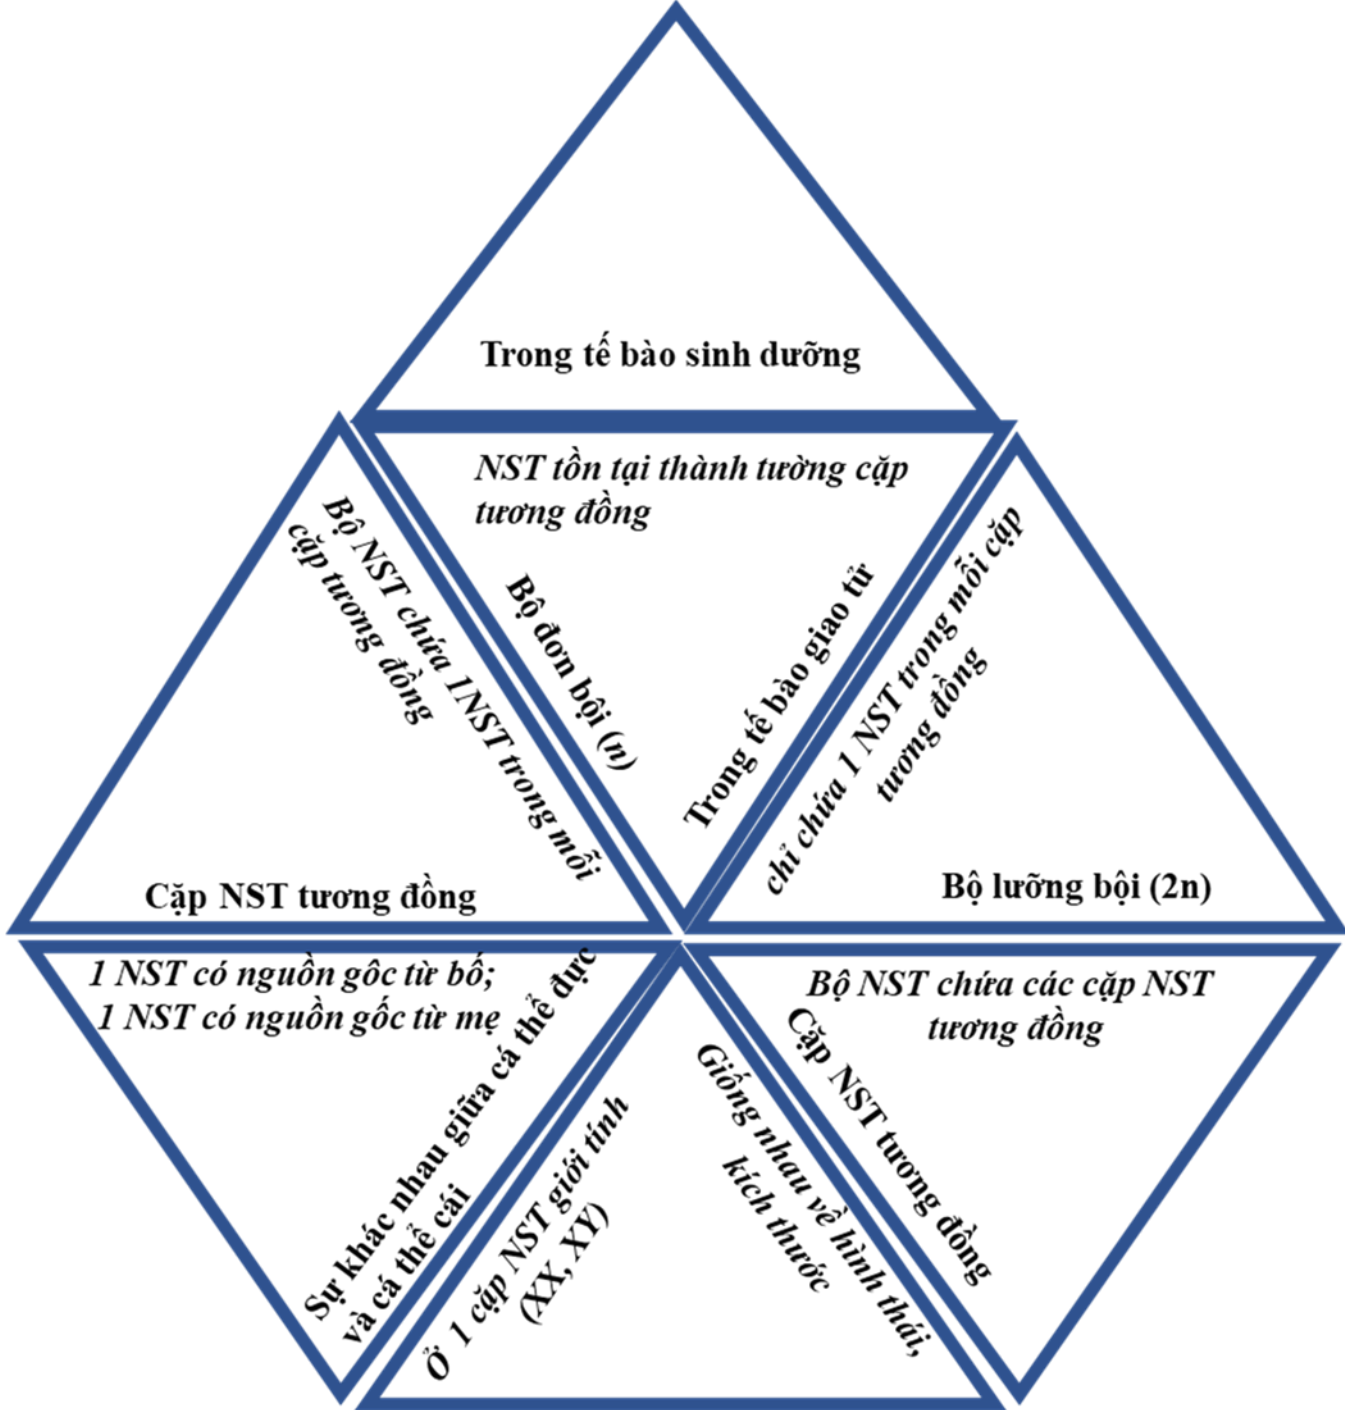 Trong tế bào sinh dưỡng
NST tồn tại thành tường cặp
tương đồng
Bộ NST chứa 1NST trong mỗi
cặp tương đồng
Bộ đơn bội (n)
Trong tế bào giao tử
chỉ chứa 1 NST trong mỗi cặp
tương đồng
Cặp NST tương đồng
Bộ lưỡng bội (2n)
1 NST có nguồn gôc từ bố;
1 NST có nguồn gốc từ mẹ
Sự khác nhau giữa cá thể đực
và cá thể cái
Ở 1 cặp NST giới tính
(XX, XY)
Giống nhau về hình thái,
kích thước
Bộ NST chứa các cặp NST
tương đồng
Cặp NST tương đồng